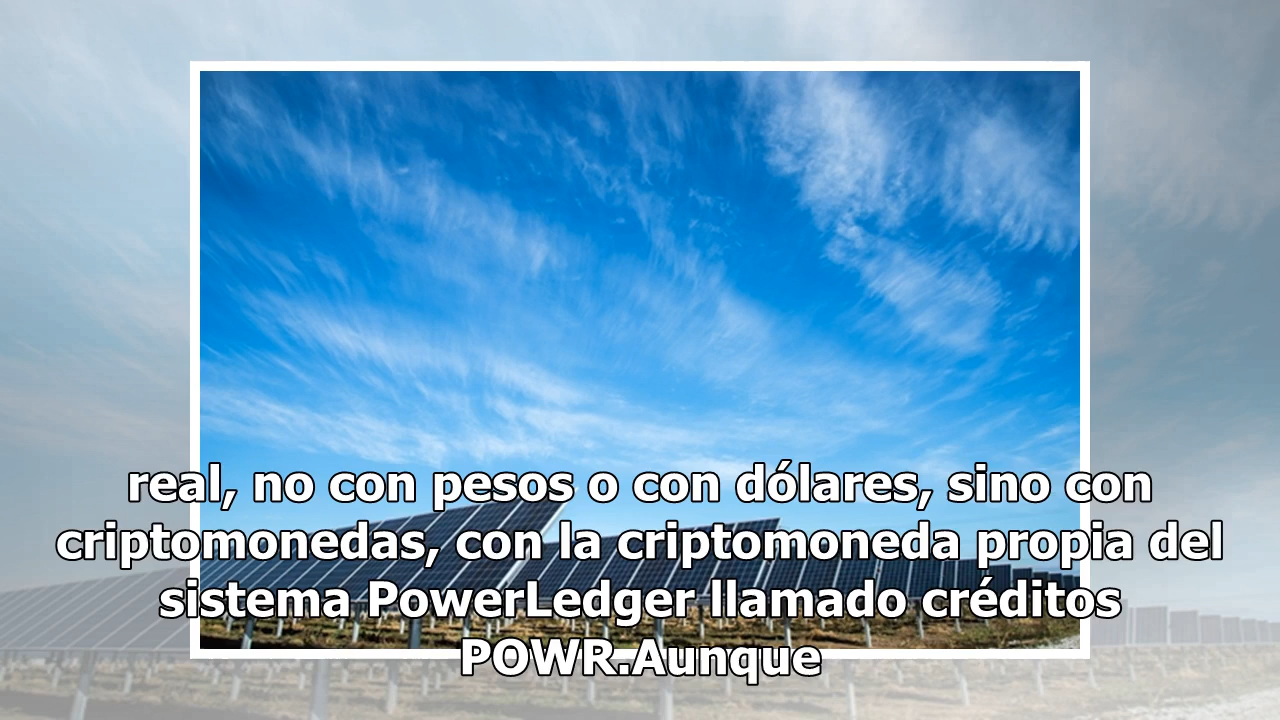 real, no con pesos o con dólares, sino con
criptomonedas, con la criptomoneda propia del
sistema PowerLedger llamado créditos
POWR.Aunque